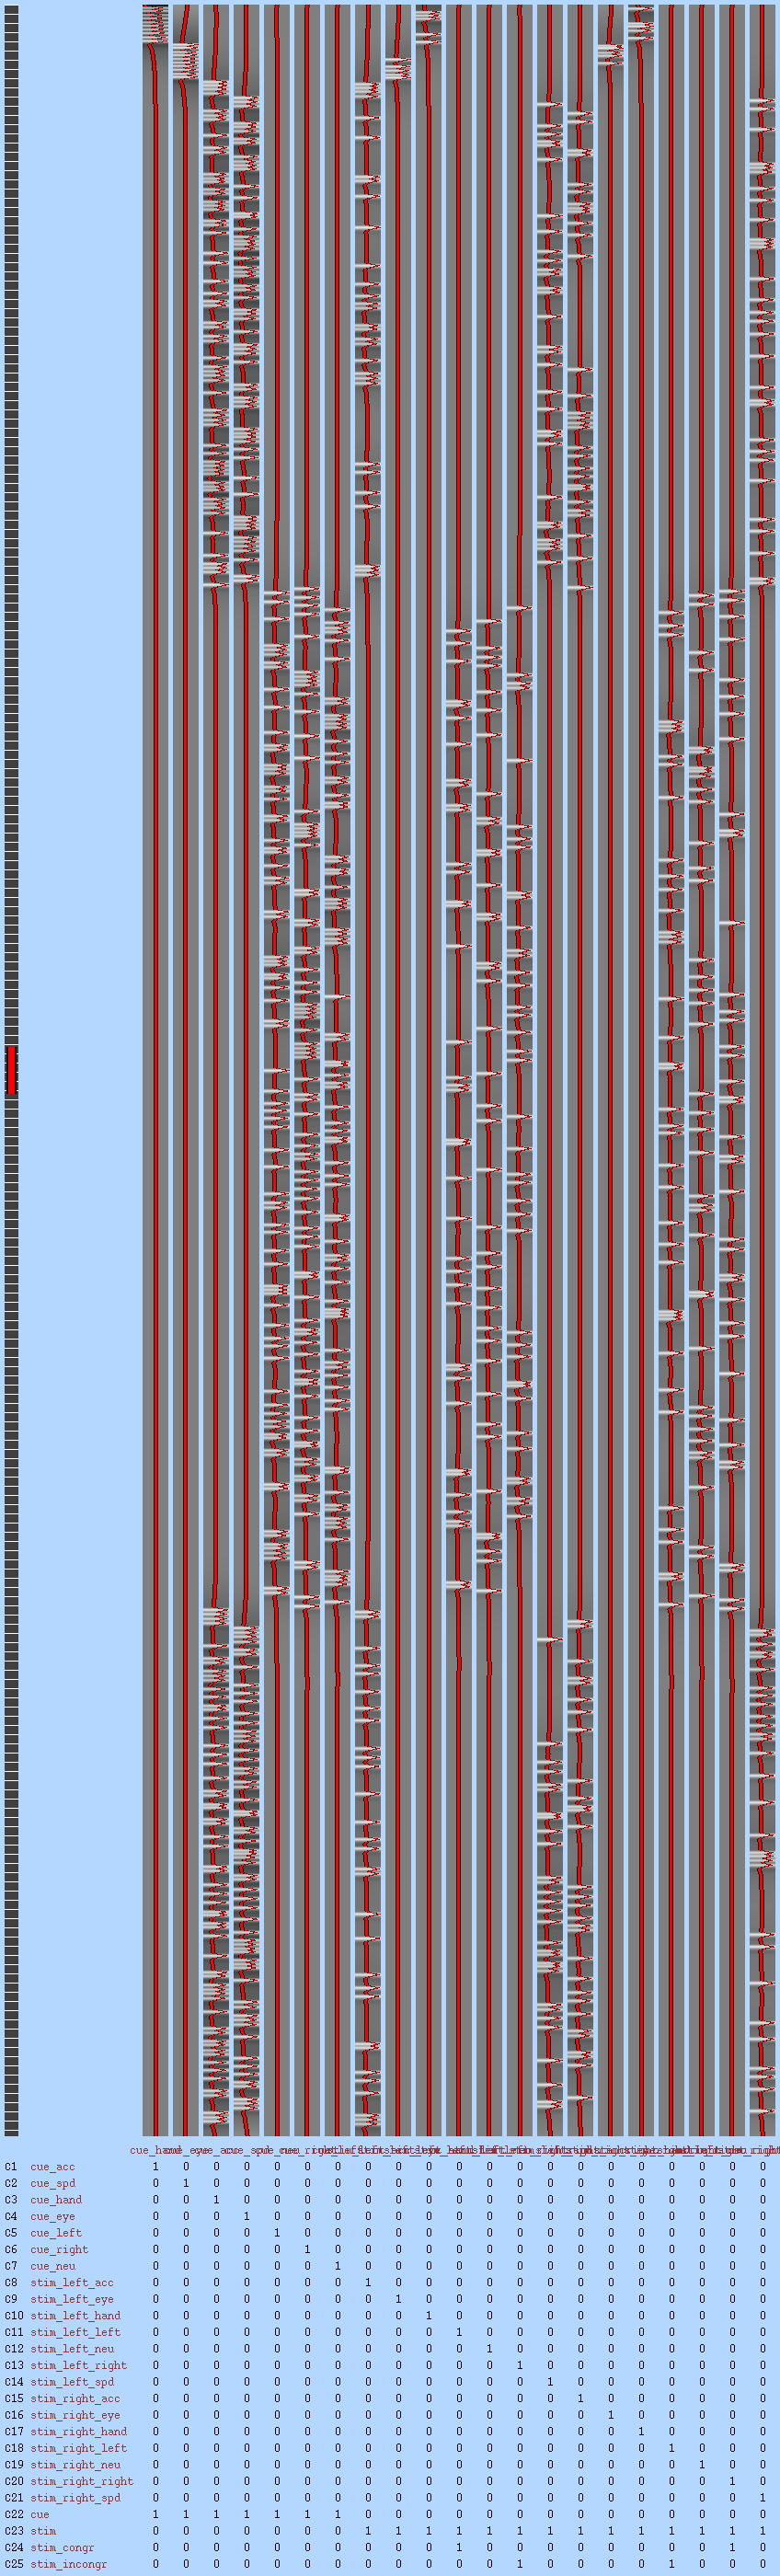 C1 cue_acc 1 0 0 0 0 0 0 0 0 0 0 0 0 0 0 0 0 0 0 0 0
C2 cue_spd 0 1 0 0 0 0 0 0 0 0 0 0 0 0 0 0 0 0 0 0 0
C3 cue_hand 0 0 1 0 0 0 0 0 0 0 0 0 0 0 0 0 0 0 0 0 0
C4 cue_eye 0 0 0 1 0 0 0 0 0 0 0 0 0 0 0 0 0 0 0 0 0
C5 cue_left 0 0 0 0 1 0 0 0 0 0 0 0 0 0 0 0 0 0 0 0 0
C6 cue_right 0 0 0 0 0 1 0 0 0 0 0 0 0 0 0 0 0 0 0 0 0
C7 cue_neu 0 0 0 0 0 0 1 0 0 0 0 0 0 0 0 0 0 0 0 0 0
C8 stim_left_acc 0 0 0 0 0 0 0 1 0 0 0 0 0 0 0 0 0 0 0 0 0
C9 stim_left_eye 0 0 0 0 0 0 0 0 1 0 0 0 0 0 0 0 0 0 0 0 0
C10 stim_left_hand 0 0 0 0 0 0 0 0 0 1 0 0 0 0 0 0 0 0 0 0 0
C11 stim_left_left 0 0 0 0 0 0 0 0 0 0 1 0 0 0 0 0 0 0 0 0 0
C12 stim_left_neu 0 0 0 0 0 0 0 0 0 0 0 1 0 0 0 0 0 0 0 0 0
C13 stim_left_right 0 0 0 0 0 0 0 0 0 0 0 0 1 0 0 0 0 0 0 0 0
C14 stim_left_spd 0 0 0 0 0 0 0 0 0 0 0 0 0 1 0 0 0 0 0 0 0
C15 stim_right_acc 0 0 0 0 0 0 0 0 0 0 0 0 0 0 1 0 0 0 0 0 0
C16 stim_right_eye 0 0 0 0 0 0 0 0 0 0 0 0 0 0 0 1 0 0 0 0 0
C17 stim_right_hand 0 0 0 0 0 0 0 0 0 0 0 0 0 0 0 0 1 0 0 0 0
C18 stim_right_left 0 0 0 0 0 0 0 0 0 0 0 0 0 0 0 0 0 1 0 0 0
C19 stim_right_neu 0 0 0 0 0 0 0 0 0 0 0 0 0 0 0 0 0 0 1 0 0
C20 stim_right_right 0 0 0 0 0 0 0 0 0 0 0 0 0 0 0 0 0 0 0 1 0
C21 stim_right_spd 0 0 0 0 0 0 0 0 0 0 0 0 0 0 0 0 0 0 0 0 1
C22 cue 1 1 1 1 1 1 1 0 0 0 0 0 0 0 0 0 0 0 0 0 0
C23 stim 0 0 0 0 0 0 0 1 1 1 1 1 1 1 1 1 1 1 1 1 1
C24 stim_congr 0 0 0 0 0 0 0 0 0 0 1 0 0 0 0 0 0 0 0 1 0
C25 stim_incongr 0 0 0 0 0 0 0 0 0 0 0 0 1 0 0 0 0 1 0 0 0